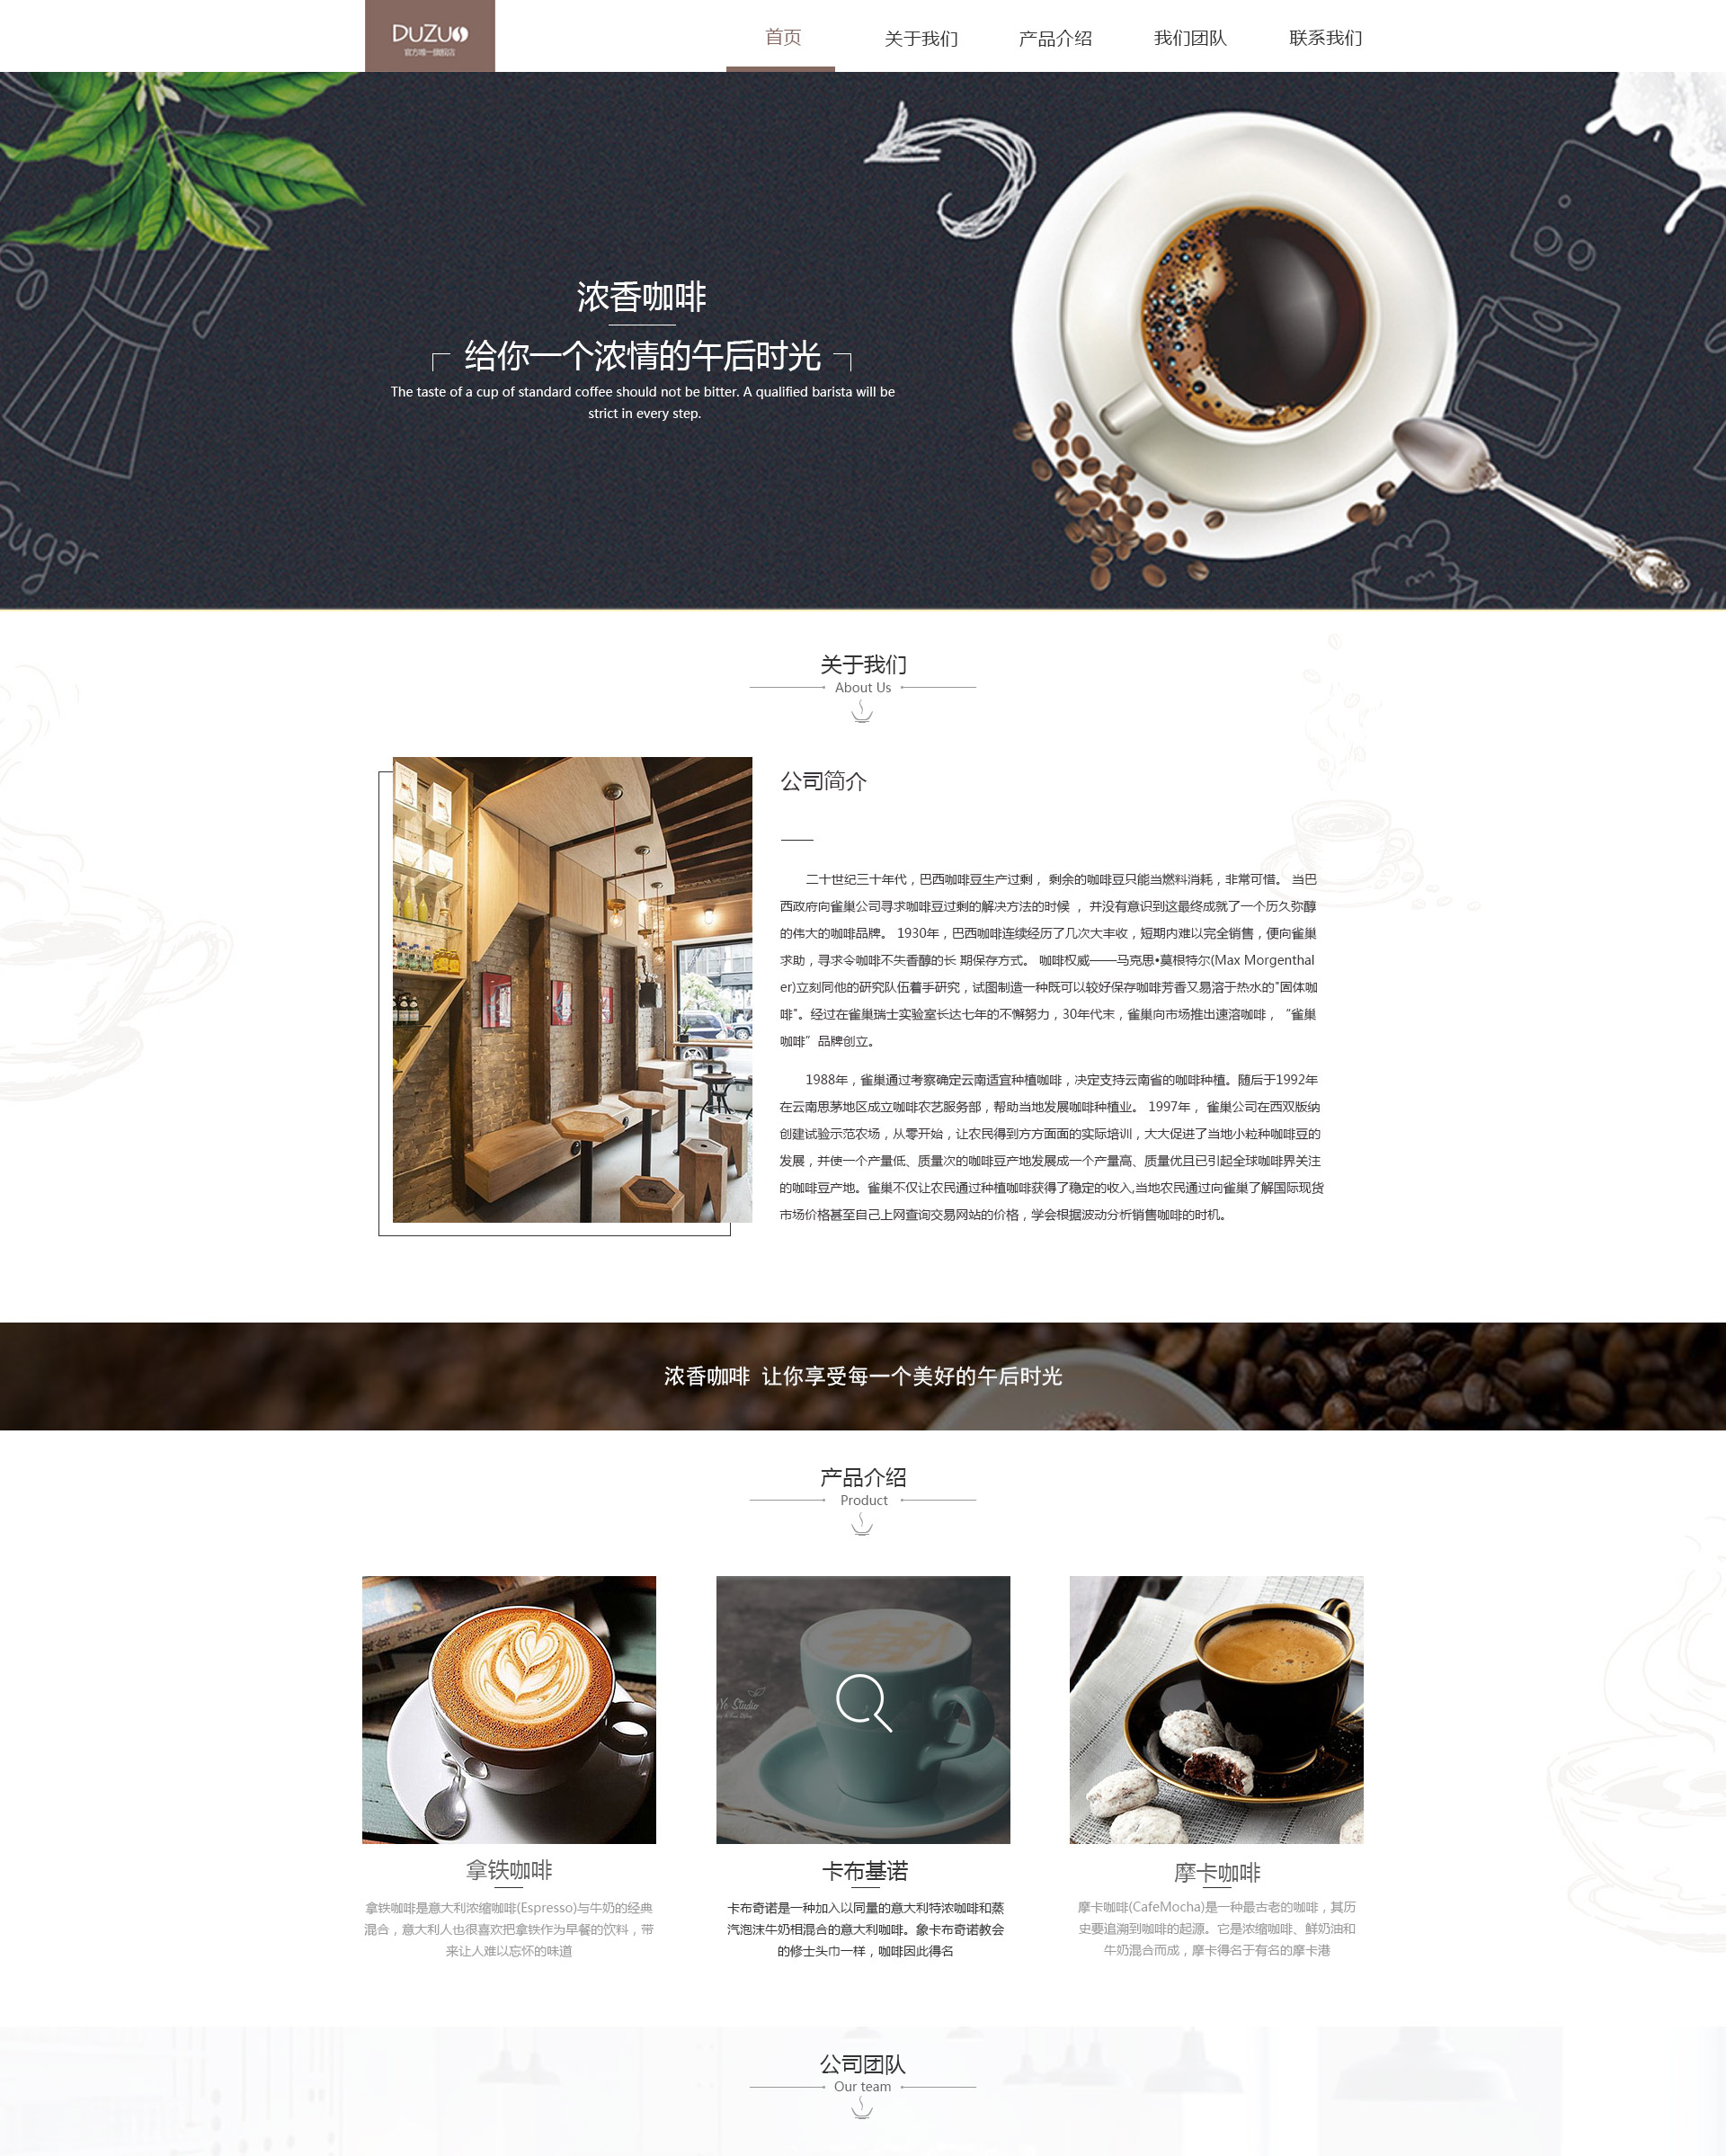 DUZUO
官方唯一旗舰店
首页
关于我们
产品介绍
我们团队
联系我们
浓香咖啡
给你一个浓情的午后时光
The taste of a cup of standard coffee should not be bitter. A qualified barista will be
strict in every step.
Sugar
关于我们
About Us
公司简介
二十世纪三十年代，巴西咖啡豆生产过剩， 剩余的咖啡豆只能当燃料消耗，非常可惜。 当巴
西政府向雀巢公司寻求咖啡豆过剩的解决方法的时候 ， 并没有意识到这最终成就了一个历久弥醇
的伟大的咖啡品牌。 1930年，巴西咖啡连续经历了几次大丰收，短期内难以完全销售，便向雀巢
求助，寻求令咖啡不失香醇的长 期保存方式。 咖啡权威——马克思•莫根特尔(Max Morgenthal
er)立刻同他的研究队伍着手研究，试图制造一种既可以较好保存咖啡芳香又易溶于热水的"固体咖
啡"。经过在雀巢瑞士实验室长达七年的不懈努力，30年代末，雀巢向市场推出速溶咖啡，“雀巢
咖啡”品牌创立。
1988年，雀巢通过考察确定云南适宜种植咖啡，决定支持云南省的咖啡种植。随后于1992年
在云南思茅地区成立咖啡农艺服务部，帮助当地发展咖啡种植业。 1997年， 雀巢公司在西双版纳
创建试验示范农场，从零开始，让农民得到方方面面的实际培训，大大促进了当地小粒种咖啡豆的
发展，并使一个产量低、质量次的咖啡豆产地发展成一个产量高、质量优且已引起全球咖啡界关注
的咖啡豆产地。雀巢不仅让农民通过种植咖啡获得了稳定的收入,当地农民通过向雀巢了解国际现货
市场价格甚至自己上网查询交易网站的价格，学会根据波动分析销售咖啡的时机。
浓香咖啡 让你享受每一个美好的午后时光
产品介绍
Product
拿铁咖啡
拿铁咖啡是意大利浓缩咖啡(Espresso)与牛奶的经典
混合，意大利人也很喜欢把拿铁作为早餐的饮料，带
来让人难以忘怀的味道
卡布基诺
卡布奇诺是一种加入以同量的意大利特浓咖啡和蒸
汽泡沫牛奶相混合的意大利咖啡。象卡布奇诺教会
的修士头巾一样，咖啡因此得名
摩卡咖啡
摩卡咖啡(CafeMocha)是一种最古老的咖啡，其历
史要追溯到咖啡的起源。它是浓缩咖啡、鲜奶油和
牛奶混合而成，摩卡得名于有名的摩卡港
公司团队
Our team